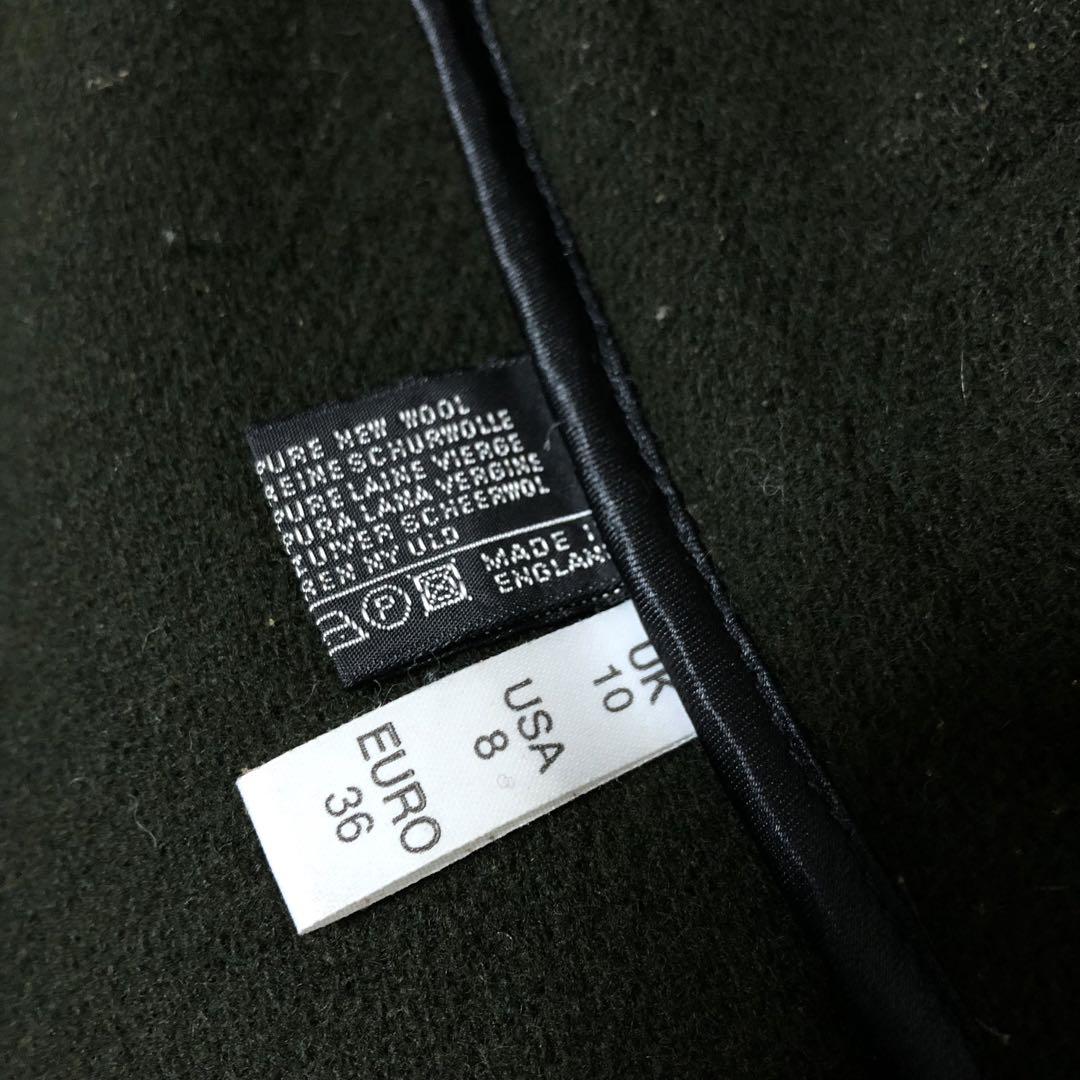 PURE NEW WOOL
REINE SCHURWOLLE
PURE LAINE VIERGE
PURA LANA VERGINE
ZUIVER SCHEERWOL
REN NY ULD
P
MADE I
ENGLAN
UK
10
USA
8
EURO
36